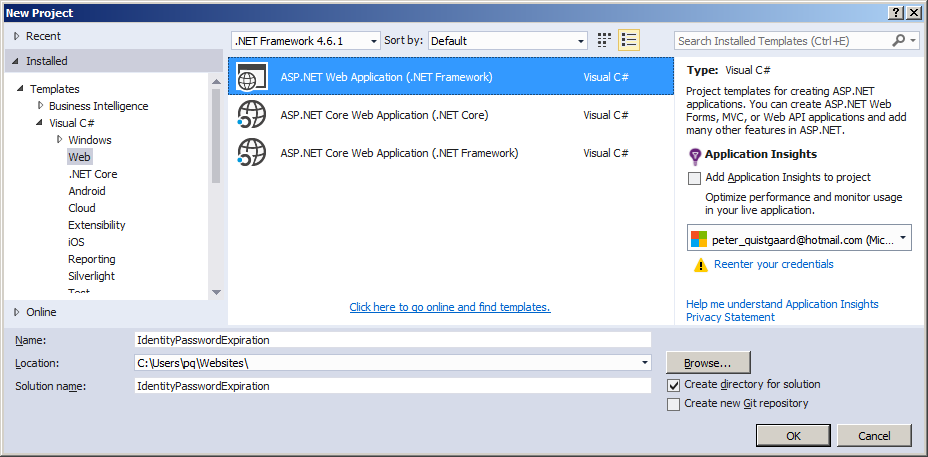 New Project
Recent
.NET Framework 4.6.1
Sort by:
Default
Search Installed Templates (Ctrl+E)
Installed
Templates
Business Intelligence
Visual C#
Windows
Web
.NET Core
Android
Cloud
Extensibility
iOS
Reporting
Silverlight
Test
Online
ASP.NET Web Application (.NET Framework) Visual C#
ASP.NET Core Web Application (.NET Core) Visual C#
ASP.NET Core Web Application (.NET Framework) Visual C#
Click here to go online and find templates.
Type: Visual C#
Project templates for creating ASP.NET
applications. You can create ASP.NET Web
Forms, MVC, or Web API applications and add
many other features in ASP.NET.
Application Insights
Add Application Insights to project
Optimize performance and monitor usage
in your live application.
peter_quistgaard@hotmail.com (Mic...
Reenter your credentials
Help me understand Application Insights
Privacy Statement
Name: IdentityPasswordExpiration
Location: C:\Users\pq\Websites\
Browse...
Solution name: IdentityPasswordExpiration
Create directory for solution
Create new Git repository
OK
Cancel